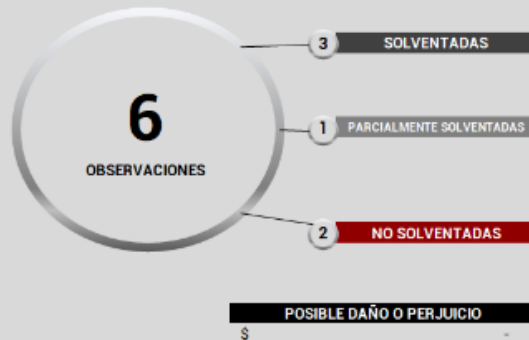 6
OBSERVACIONES
3 SOLVENTADAS
1 PARCIALMENTE SOLVENTADAS
2 NO SOLVENTADAS
POSIBLE DAÑO O PERJUICIO
$ -